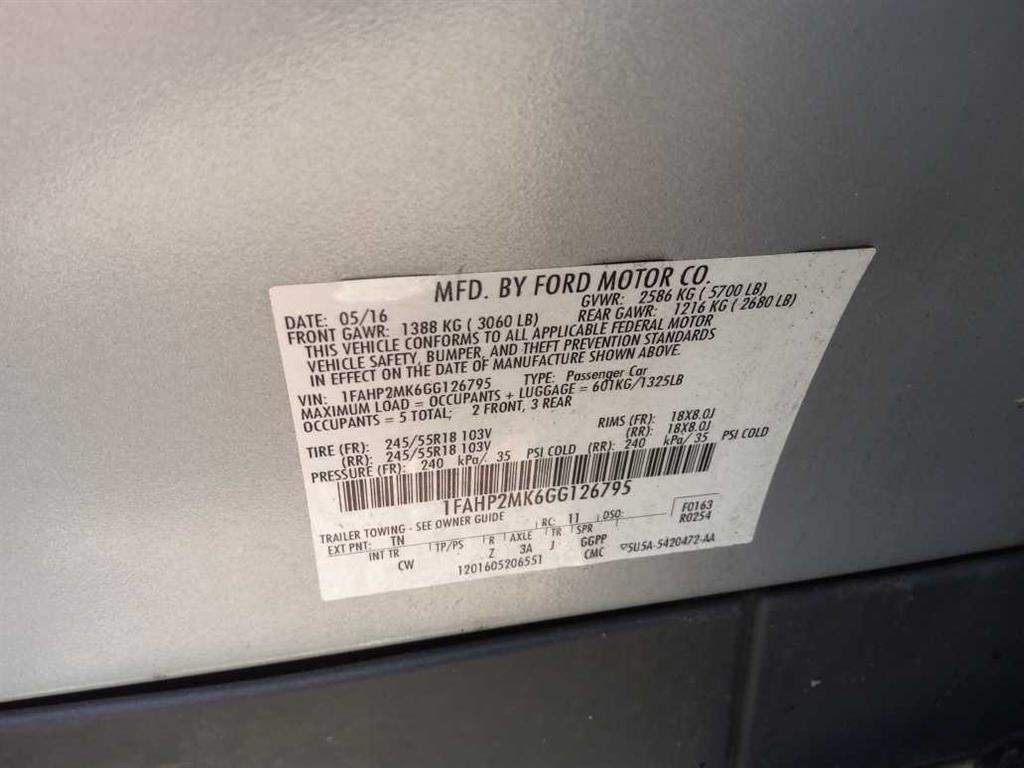 MFD. BY FORD MOTOR CO.
DATE: 05/16 GVWR: 2586 KG ( 5700 LB)
FRONT GAWR: 1388 KG ( 3060 LB) REAR GAWR: 1216 KG ( 2680 LB)
THIS VEHICLE CONFORMS TO ALL APPLICABLE FEDERAL MOTOR
VEHICLE SAFETY, BUMPER, AND THEFT PREVENTION STANDARDS
IN EFFECT ON THE DATE OF MANUFACTURE SHOWN ABOVE.
VIN: 1FAHP2MK6GG126795 TYPE: Passenger Car
MAXIMUM LOAD = OCCUPANTS + LUGGAGE = 601KG/1325LB
OCCUPANTS = 5 TOTAL; 2 FRONT, 3 REAR
TIRE (FR): 245/55R18 103V RIMS (FR): 18X8.0J
(RR): 245/55R18 103V (RR): 18X8.0J
PRESSURE (FR): 240 kPa/ 35 PSI COLD (RR): 240 kPa/ 35 PSI COLD
1FAHP2MK6GG126795
TRAILER TOWING - SEE OWNER GUIDE F0163
EXT PNT: TN RC: 11 DSO: R0254
INT TR TP/PS R AXLE TR SPR
CW Z 3A J GGPP
1201605206551 CMC 5U5A-5420472-AA